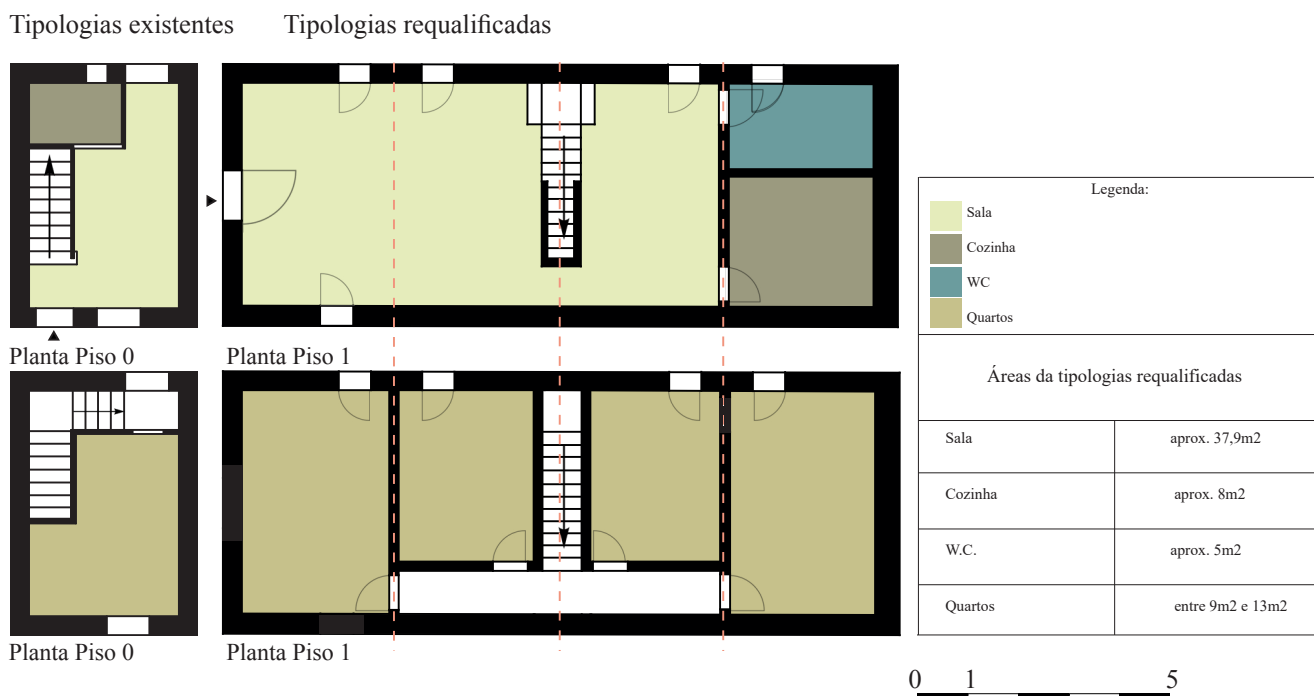 Tipologias existentes Tipologias requalificadas
Planta Piso 0 Planta Piso 1
Planta Piso 0 Planta Piso 1
Legenda:
Sala
Cozinha
WC
Quartos
Áreas da tipologias requalificadas
Sala aprox. 37,9m2
Cozinha aprox. 8m2
W.C. aprox. 5m2
Quartos entre 9m2 e 13m2
0 1 5